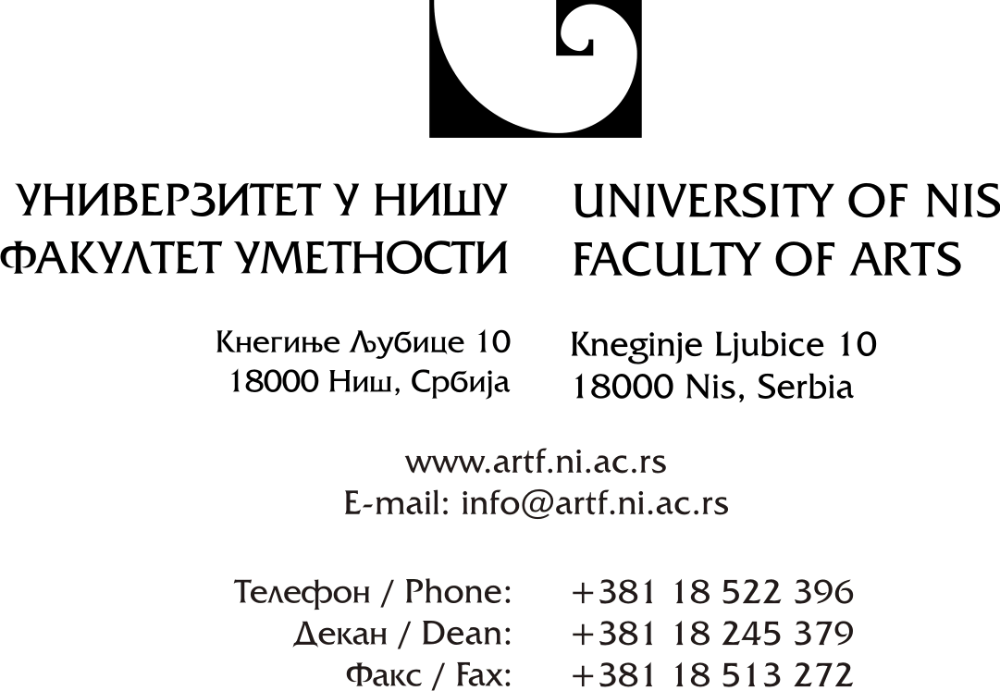 УНИВЕРЗИТЕТ У НИШУ
ФАКУЛТЕТ УМЕТНОСТИ
UNIVERSITY OF NIS
FACULTY OF ARTS
Кнегиње Љубице 10
18000 Ниш, Србија
Kneginje Ljubice 10
18000 Nis, Serbia
www.artf.ni.ac.rs
E-mail: info@artf.ni.ac.rs
Телефон / Phone: +381 18 522 396
Декан / Dean: +381 18 245 379
Факс / Fax: +381 18 513 272